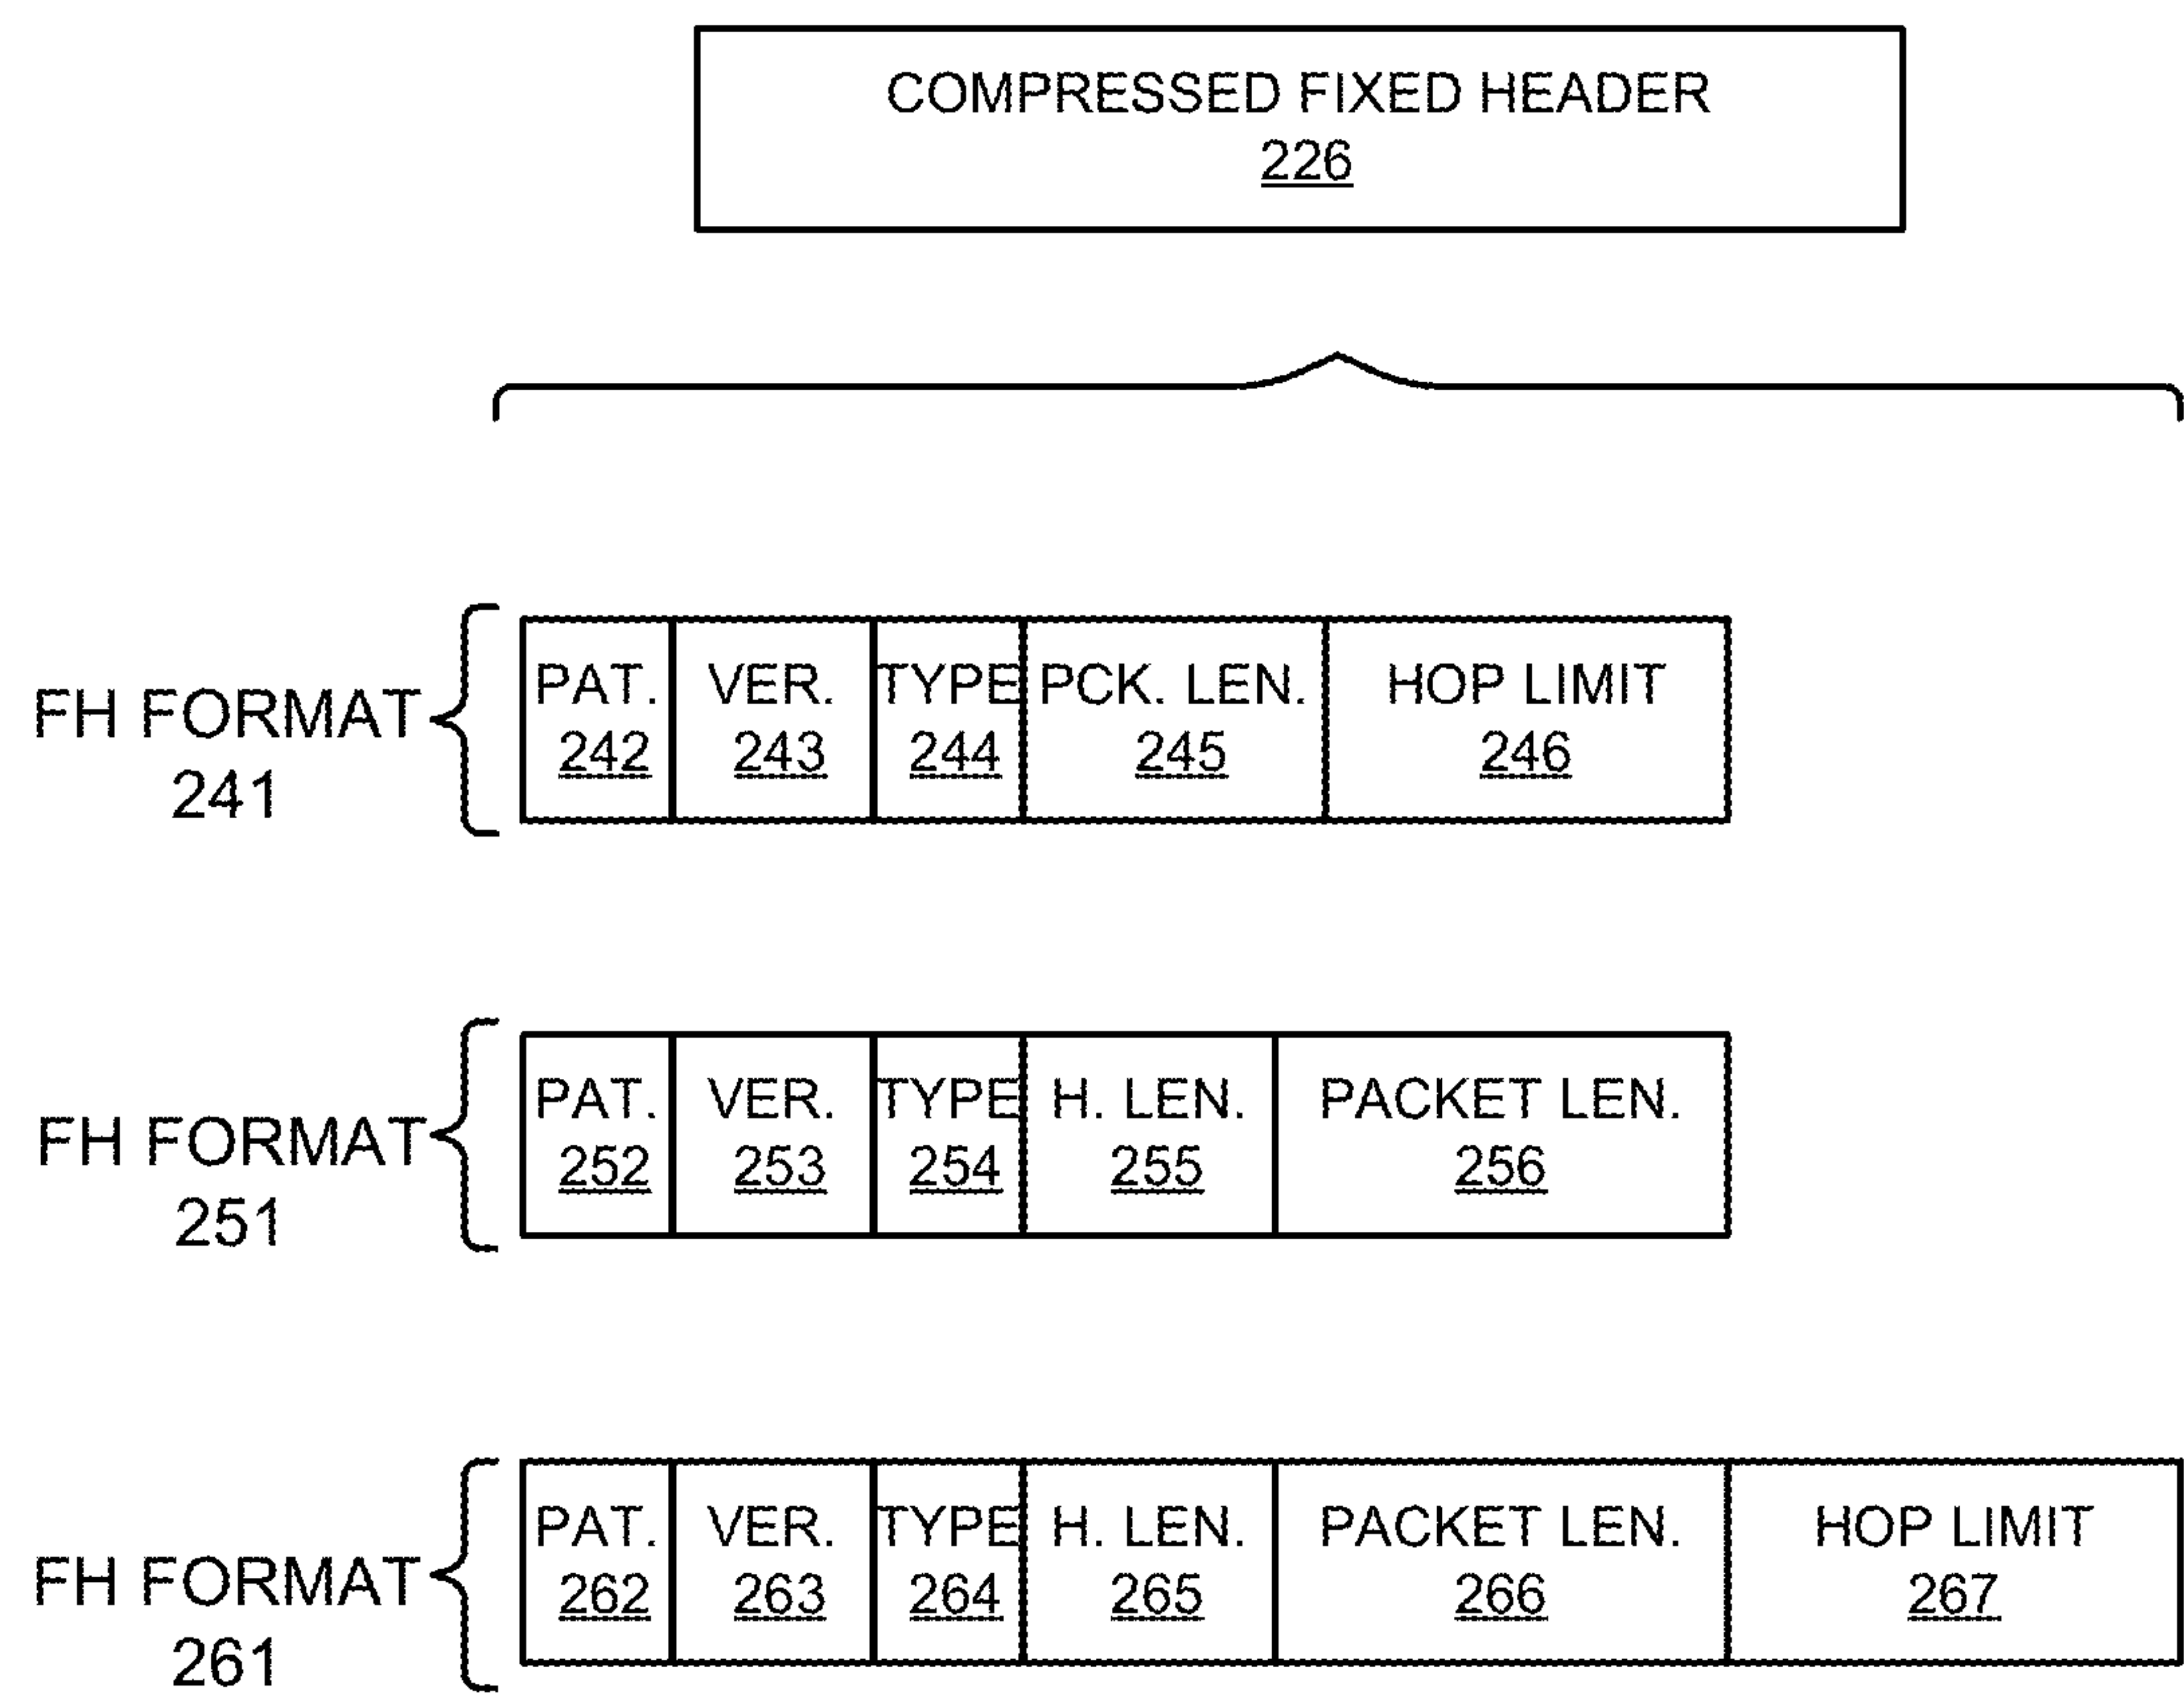 COMPRESSED FIXED HEADER
226
FH FORMAT
241
PAT. VER. TYPE PCK. LEN. HOP LIMIT
242 243 244 245 246
FH FORMAT
251
PAT. VER. TYPE H. LEN. PACKET LEN.
252 253 254 255 256
FH FORMAT
261
PAT. VER. TYPE H. LEN. PACKET LEN. HOP LIMIT
262 263 264 265 266 267